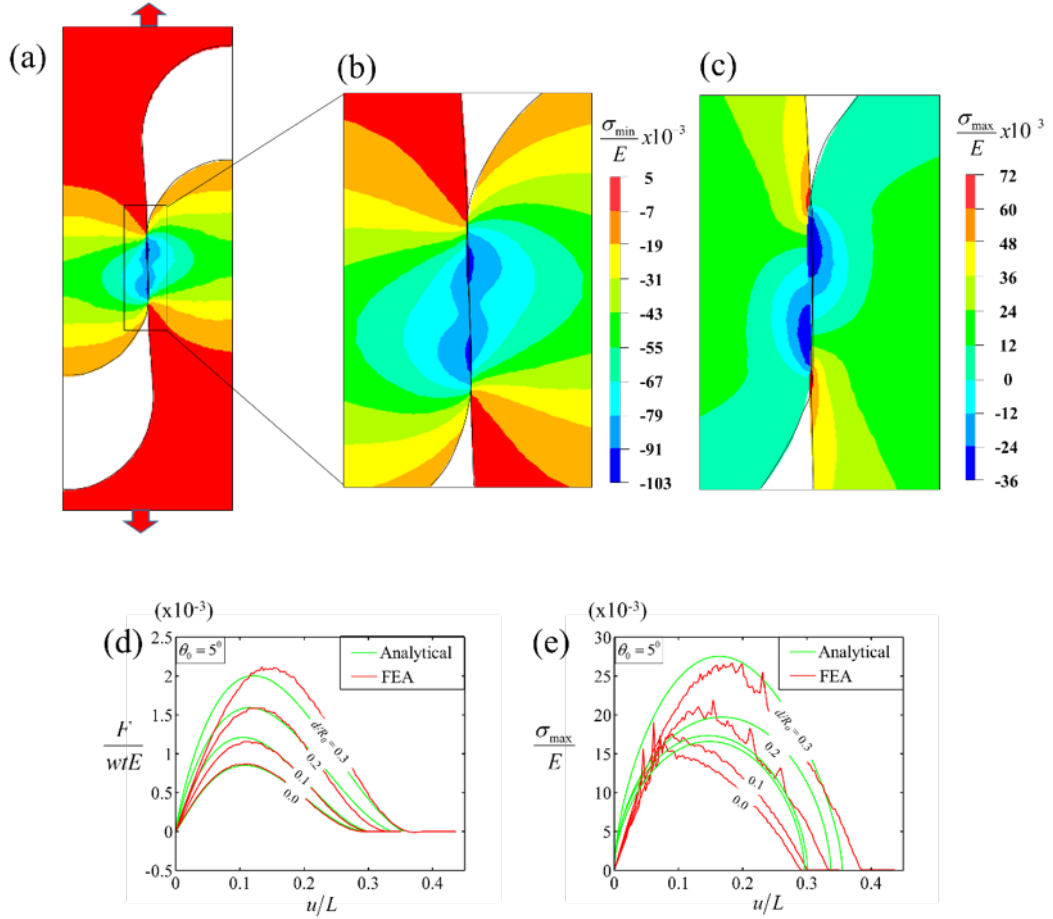 (a)
(b)
(c)
σmin/E x10⁻³
5
-7
-19
-31
-43
-55
-67
-79
-91
-103
σmax/E x10⁻³
72
60
48
36
24
12
0
-12
-24
-36
(d)
(x10⁻³)
θ₀ = 5⁰
Analytical
FEA
2.5
2
1.5
1
0.5
0
-0.5
F/wtE
d/R₀ = 0.3
0.2
0.1
0.0
0 0.1 0.2 0.3 0.4
u/L
(e)
(x10⁻³)
θ₀ = 5⁰
Analytical
FEA
30
25
20
15
10
5
0
σmax/E
d/R₀ = 0.3
0.2
0.1
0.0
0 0.1 0.2 0.3 0.4
u/L